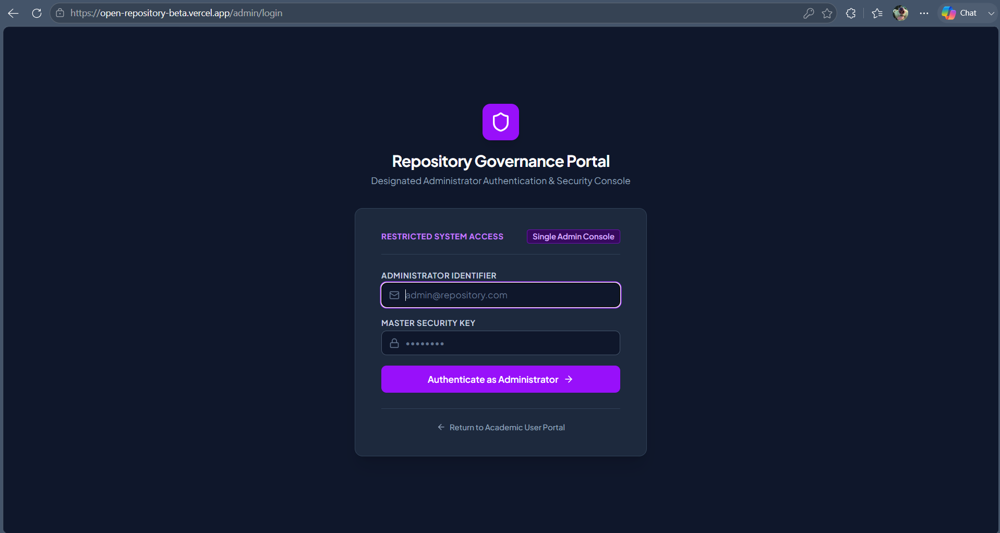 https://open-repository-beta.vercel.app/admin/login
Chat
Repository Governance Portal
Designated Administrator Authentication & Security Console
RESTRICTED SYSTEM ACCESS
Single Admin Console
ADMINISTRATOR IDENTIFIER
admin@repository.com
MASTER SECURITY KEY
••••••••
Authenticate as Administrator →
← Return to Academic User Portal